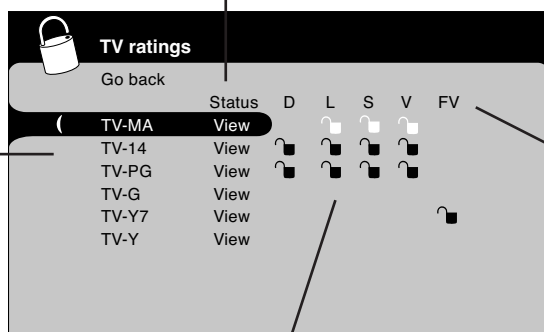 TV ratings
Go back
Status D L S V FV
TV-MA View
TV-14 View
TV-PG View
TV-G View
TV-Y7 View
TV-Y View